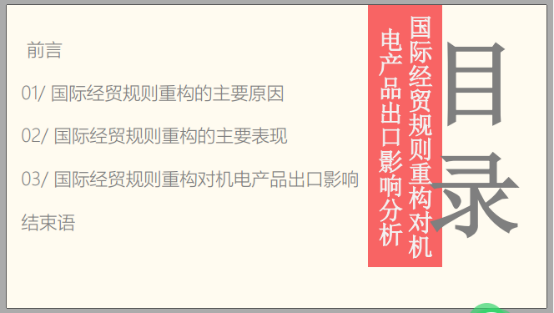 前言
01/ 国际经贸规则重构的主要原因
02/ 国际经贸规则重构的主要表现
03/ 国际经贸规则重构对机电产品出口影响
结束语
国际经贸规则重构对机
电产品出口影响分析
目录